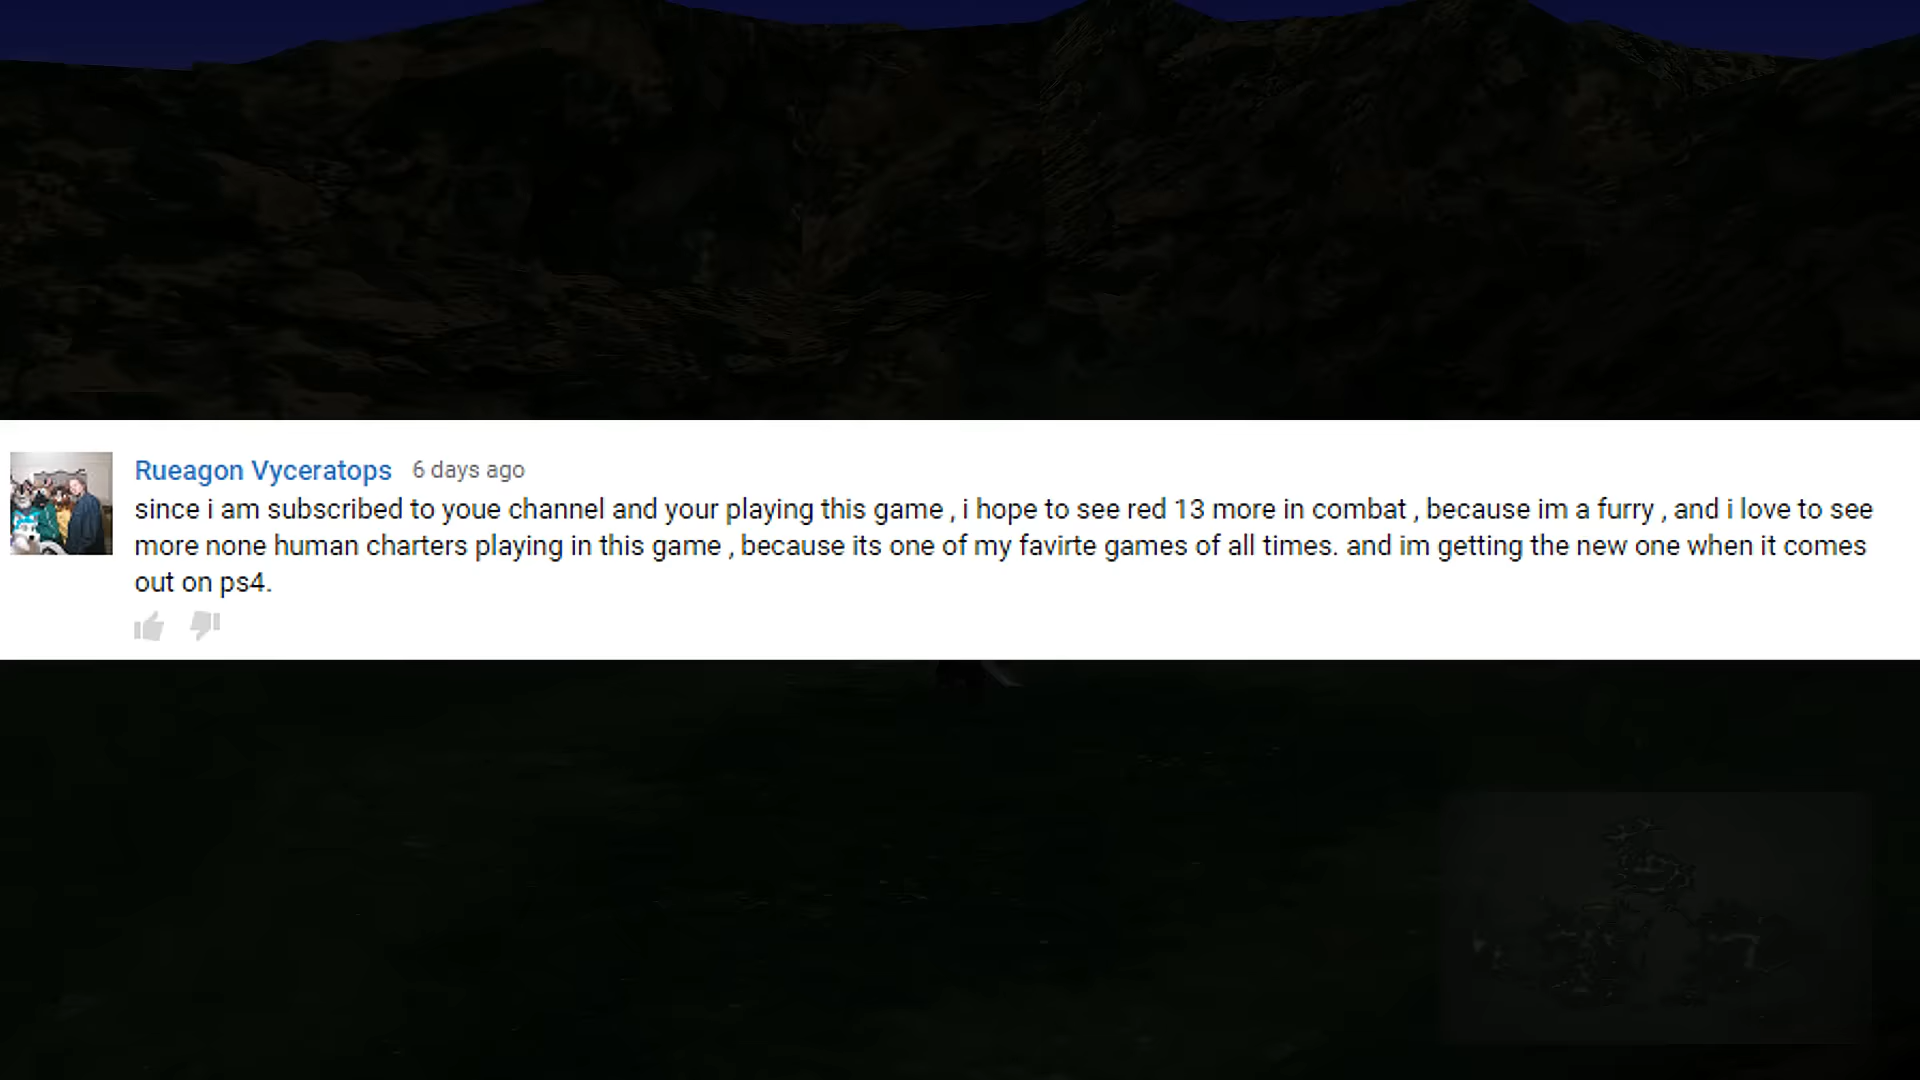 Rueagon Vyceratops 6 days ago
since i am subscribed to youe channel and your playing this game , i hope to see red 13 more in combat , because im a furry , and i love to see
more none human charters playing in this game , because its one of my favirte games of all times. and im getting the new one when it comes
out on ps4.